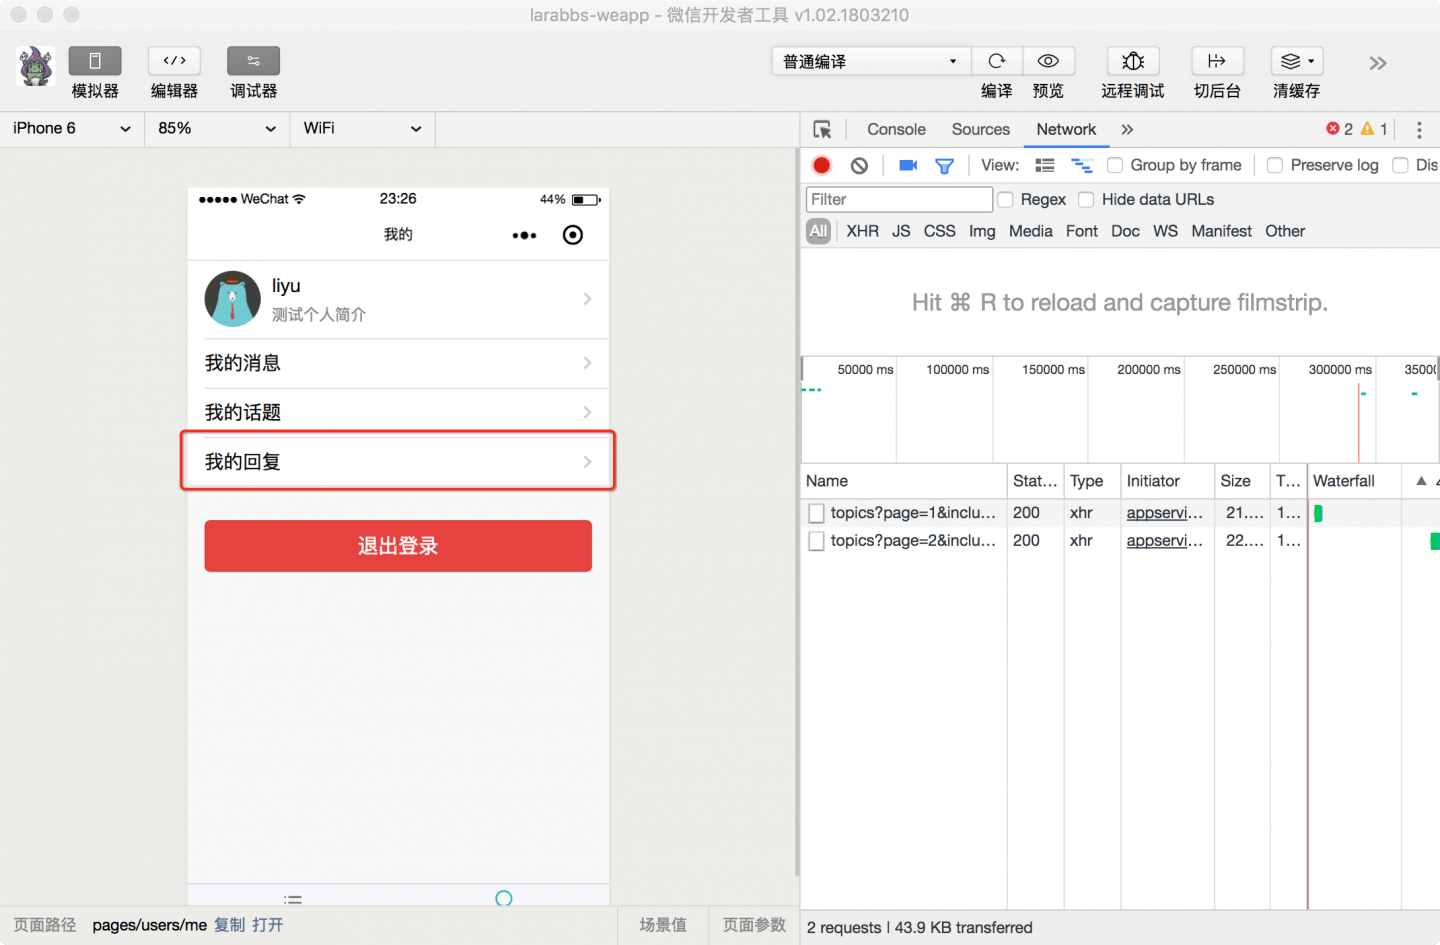 larabbs-weapp - 微信开发者工具 v1.02.1803210
模拟器 编辑器 调试器 普通编译 编译 预览 远程调试 切后台 清缓存
iPhone 6 85% WiFi
Console Sources Network 2 1
View: Group by frame Preserve log Dis
Filter Regex Hide data URLs
All XHR JS CSS Img Media Font Doc WS Manifest Other
Hit ⌘ R to reload and capture filmstrip.
50000 ms 100000 ms 150000 ms 200000 ms 250000 ms 300000 ms 3500
Name Stat… Type Initiator Size T… Waterfall
topics?page=1&inclu… 200 xhr appservi… 21.… 1…
topics?page=2&inclu… 200 xhr appservi… 22.… 1…
2 requests | 43.9 KB transferred
WeChat 23:26 44%
我的
liyu
测试个人简介
我的消息
我的话题
我的回复
退出登录
页面路径 pages/users/me 复制 打开 场景值 页面参数